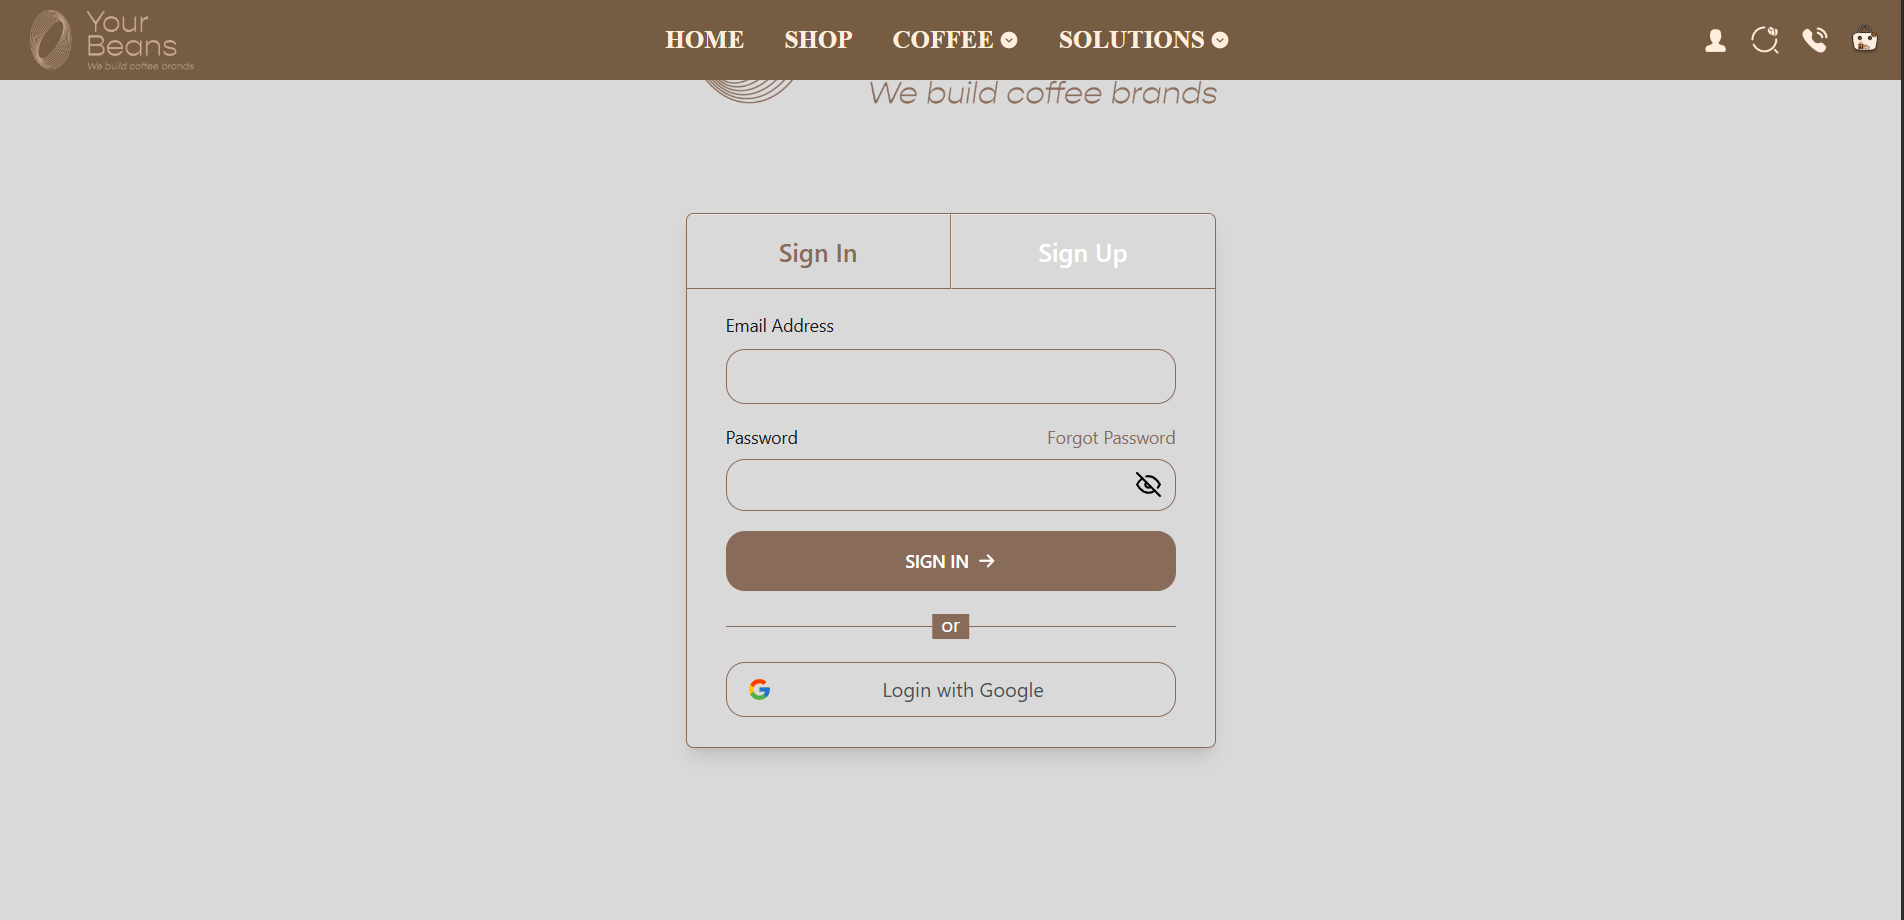 Your
Beans
We build coffee brands
HOME SHOP COFFEE SOLUTIONS
We build coffee brands
Sign In Sign Up
Email Address
Password Forgot Password
SIGN IN →
or
Login with Google